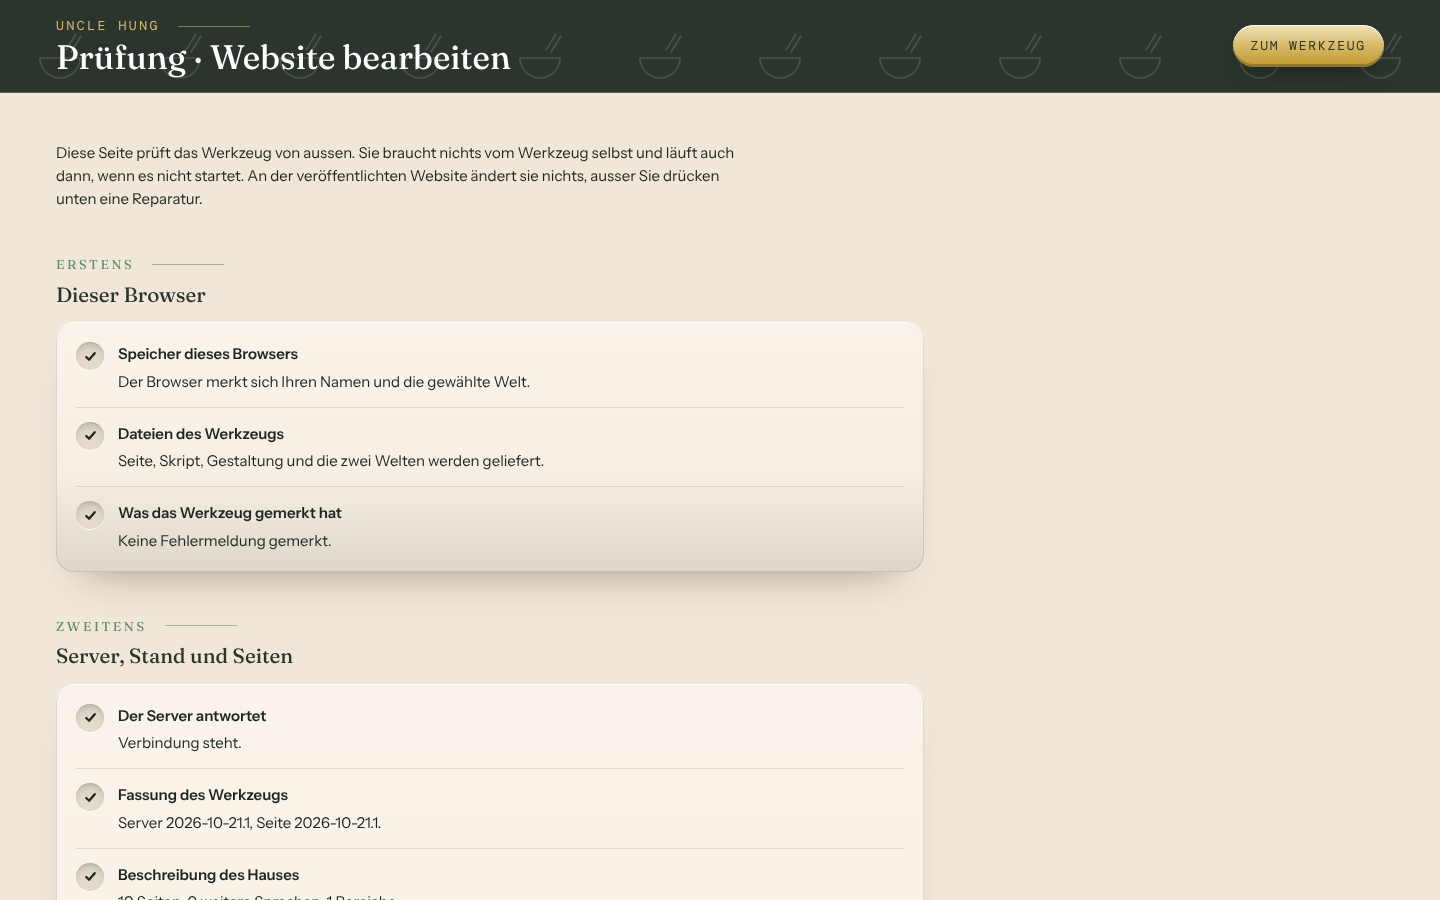 UNCLE HUNG
Prüfung · Website bearbeiten
ZUM WERKZEUG
Diese Seite prüft das Werkzeug von aussen. Sie braucht nichts vom Werkzeug selbst und läuft auch
dann, wenn es nicht startet. An der veröffentlichten Website ändert sie nichts, ausser Sie drücken
unten eine Reparatur.
ERSTENS
Dieser Browser
Speicher dieses Browsers
Der Browser merkt sich Ihren Namen und die gewählte Welt.
Dateien des Werkzeugs
Seite, Skript, Gestaltung und die zwei Welten werden geliefert.
Was das Werkzeug gemerkt hat
Keine Fehlermeldung gemerkt.
ZWEITENS
Server, Stand und Seiten
Der Server antwortet
Verbindung steht.
Fassung des Werkzeugs
Server 2026-10-21.1, Seite 2026-10-21.1.
Beschreibung des Hauses